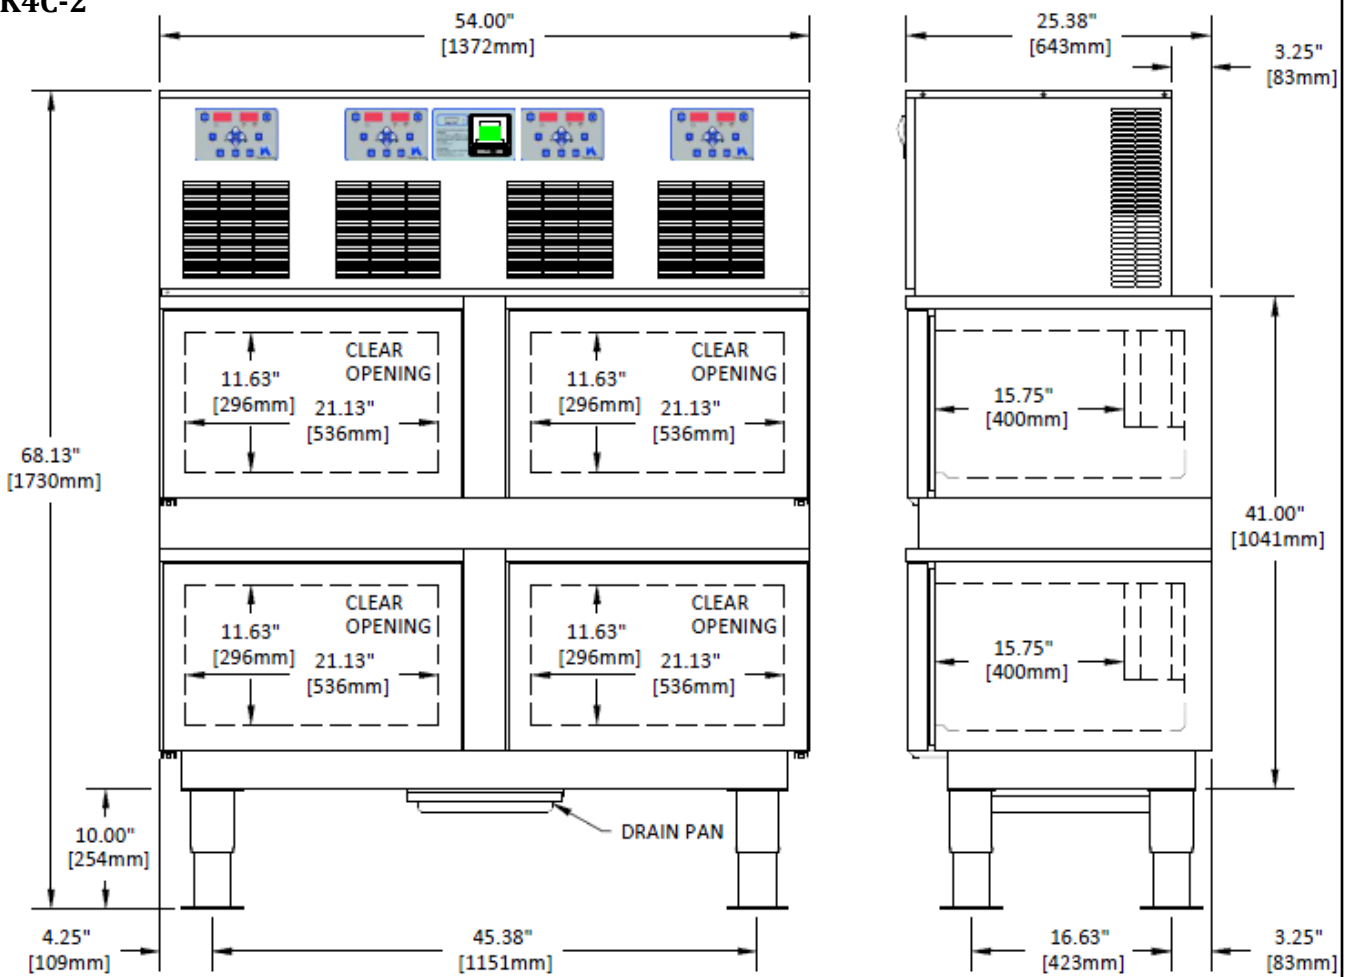 R4C-2
54.00"
[1372mm]
25.38"
[643mm]
3.25"
[83mm]
CLEAR
OPENING
11.63"
[296mm]
21.13"
[536mm]
CLEAR
OPENING
11.63"
[296mm]
21.13"
[536mm]
15.75"
[400mm]
68.13"
[1730mm]
41.00"
[1041mm]
CLEAR
OPENING
11.63"
[296mm]
21.13"
[536mm]
CLEAR
OPENING
11.63"
[296mm]
21.13"
[536mm]
15.75"
[400mm]
10.00"
[254mm]
DRAIN PAN
4.25"
[109mm]
45.38"
[1151mm]
16.63"
[423mm]
3.25"
[83mm]